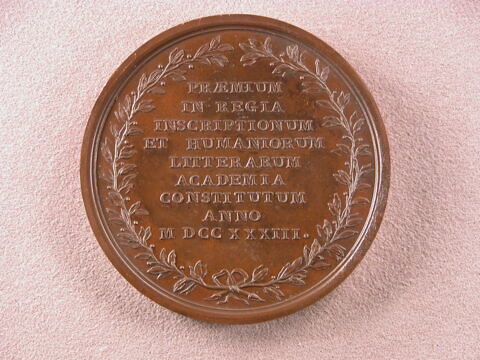 PRÆMIUM
IN REGIA
INSCRIPTIONUM
ET HUMANIORUM
LITTERARUM
ACADEMIA
CONSTITUTUM
ANNO
M DCC XXXIII.